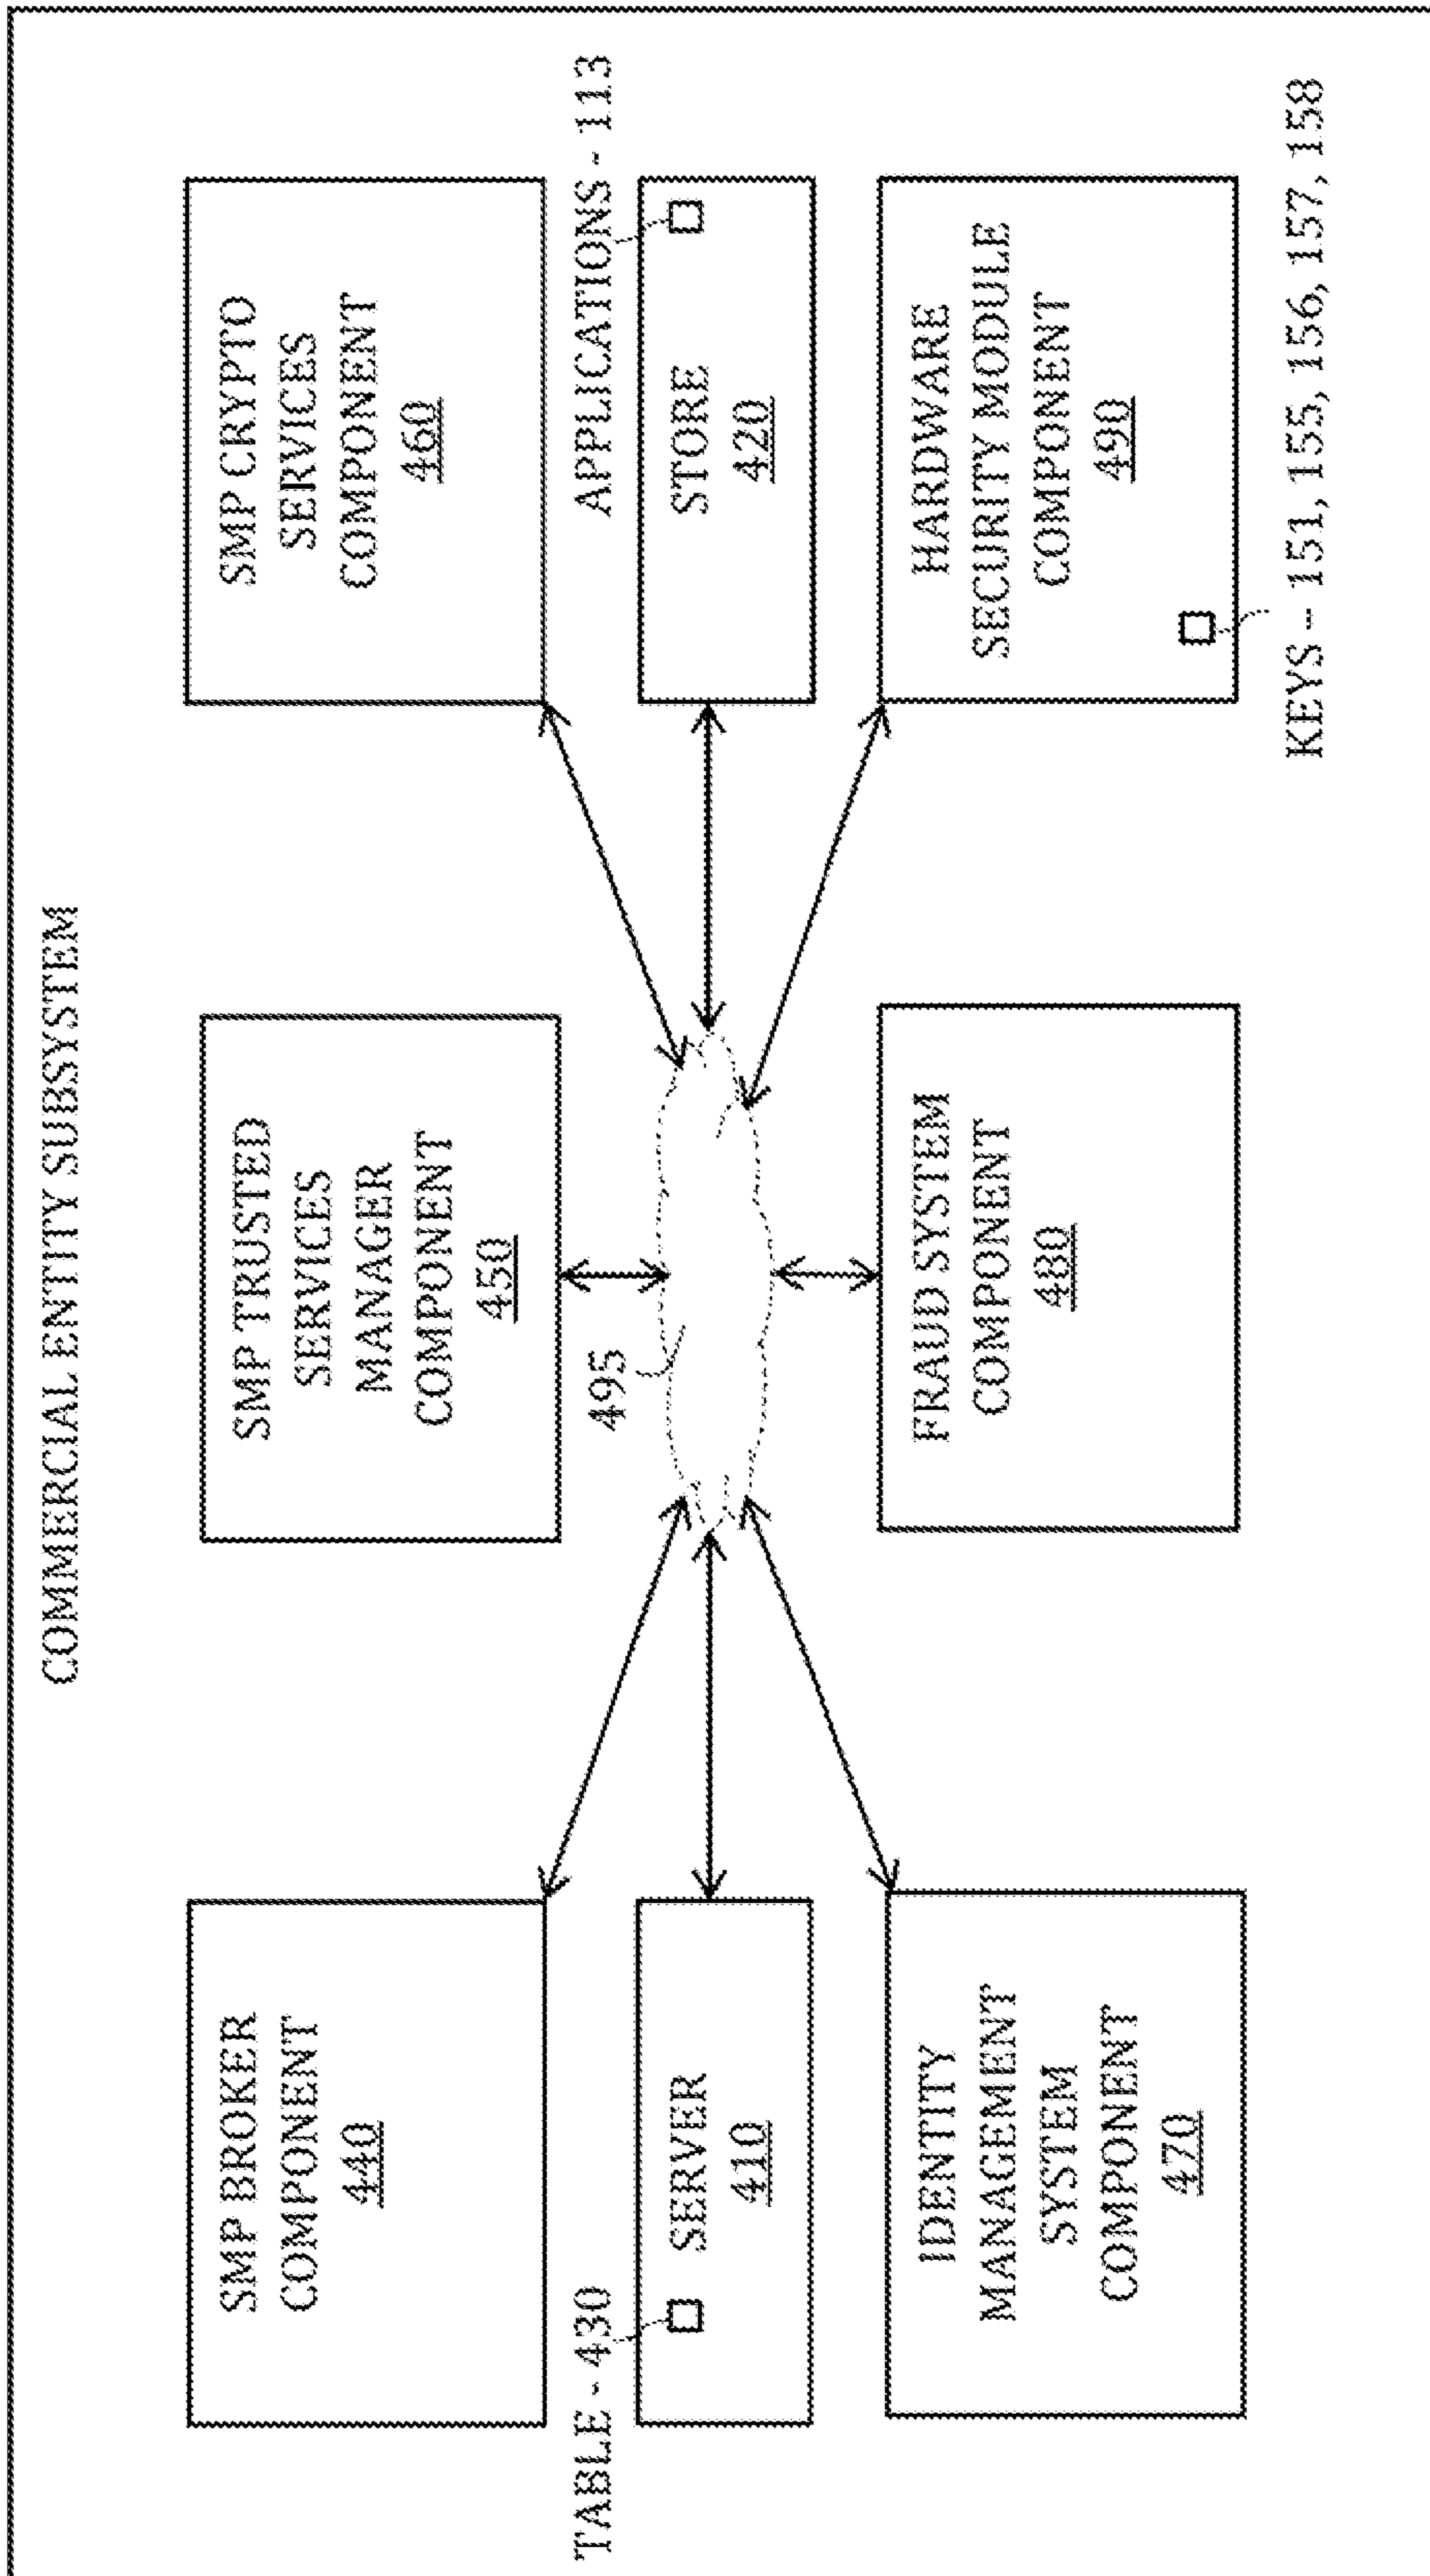 COMMERCIAL ENTITY SUBSYSTEM
SMP BROKER
COMPONENT
440
SMP TRUSTED
SERVICES
MANAGER
COMPONENT
450
SMP CRYPTO
SERVICES
COMPONENT
460
TABLE - 430
SERVER
410
495
APPLICATIONS - 113
STORE
420
IDENTITY
MANAGEMENT
SYSTEM
COMPONENT
470
FRAUD SYSTEM
COMPONENT
480
HARDWARE
SECURITY MODULE
COMPONENT
490
KEYS – 151, 155, 156, 157, 158